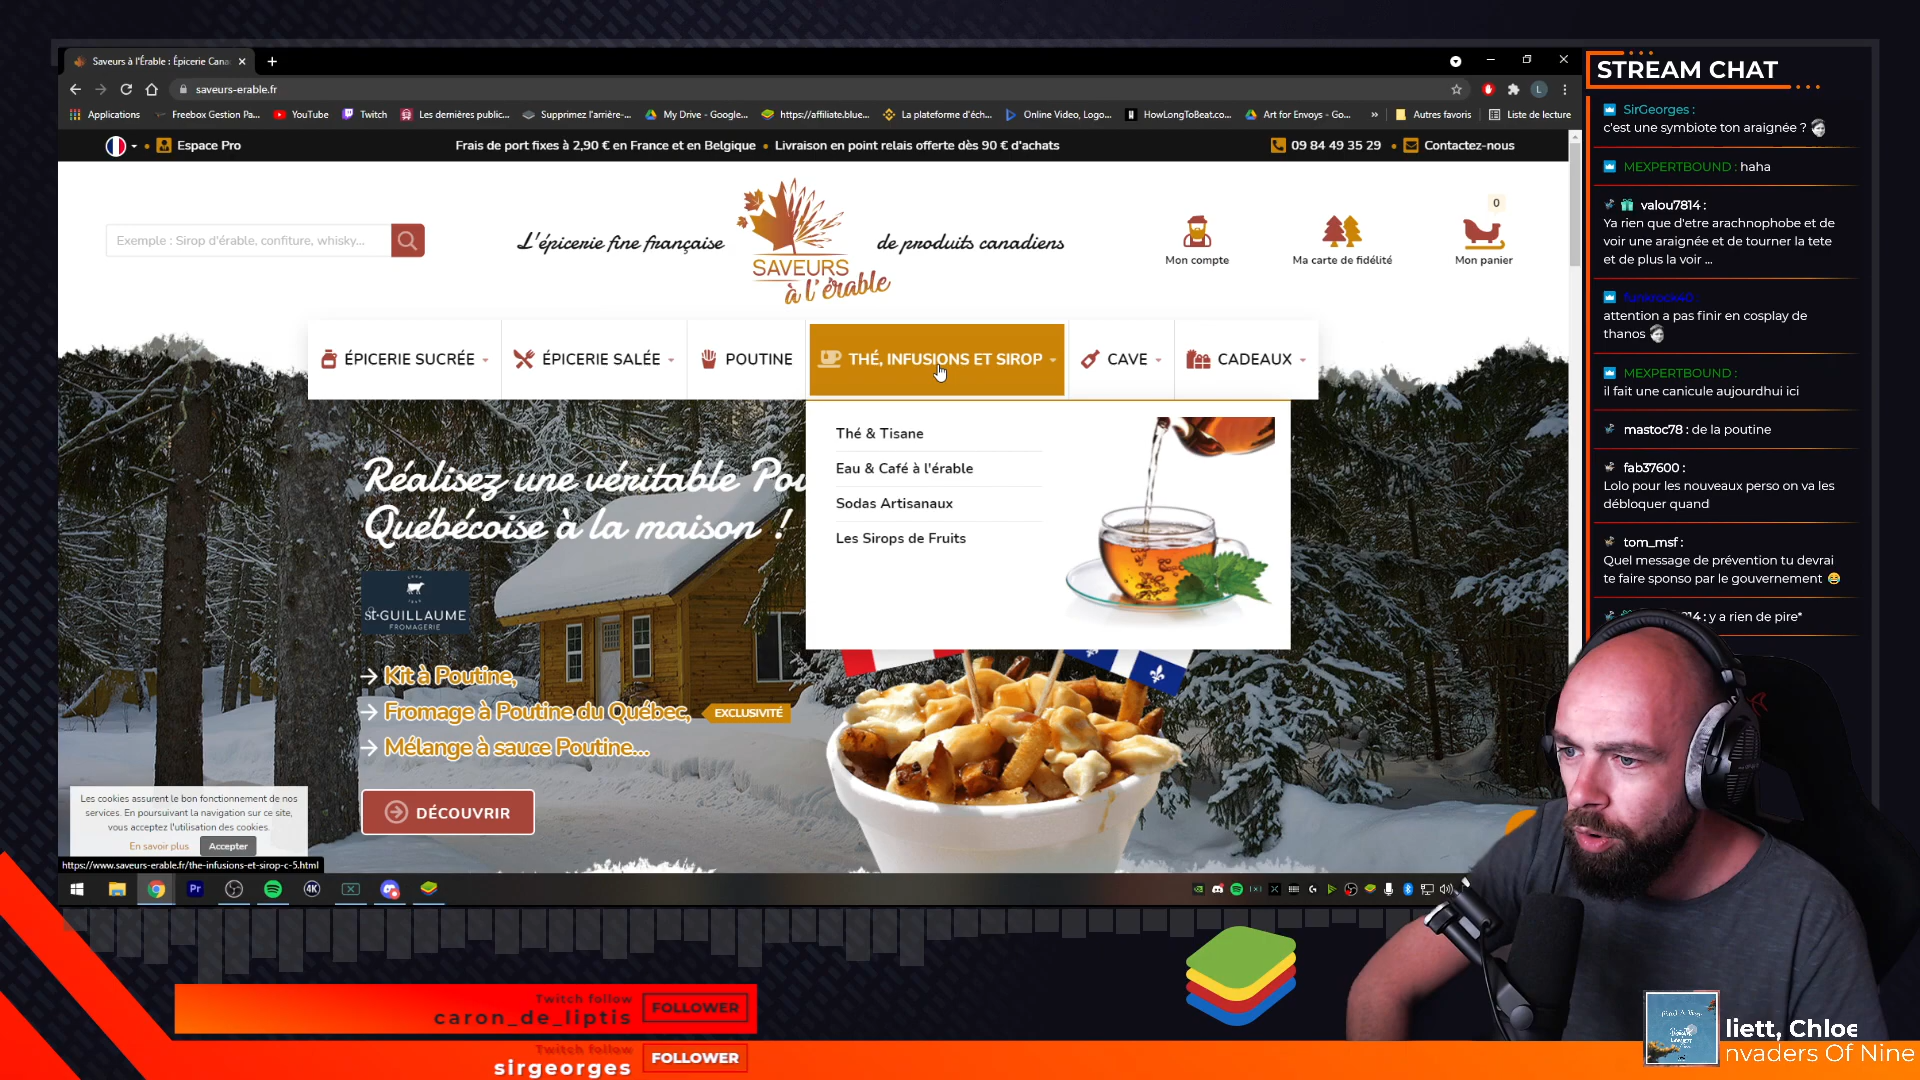 Saveurs à l'Érable : Épicerie Cana
saveurs-erable.fr
Applications
Freebox Gestion Pa...
YouTube
Twitch
Les dernières public...
Supprimez l'arrière-...
My Drive - Google...
https://affiliate.blue...
La plateforme d'éch...
Online Video, Logo...
HowLongToBeat.co...
Art for Envoys - Go...
»
Autres favoris
Liste de lecture
Espace Pro
Frais de port fixes à 2,90 € en France et en Belgique • Livraison en point relais offerte dès 90 € d'achats
09 84 49 35 29
Contactez-nous
Exemple : Sirop d'érable, confiture, whisky...
L'épicerie fine française
SAVEURS
à l'érable
de produits canadiens
Mon compte
Ma carte de fidélité
0
Mon panier
ÉPICERIE SUCRÉE
ÉPICERIE SALÉE
POUTINE
THÉ, INFUSIONS ET SIROP
CAVE
CADEAUX
Thé & Tisane
Eau & Café à l'érable
Sodas Artisanaux
Les Sirops de Fruits
Réalisez une véritable Pou
Québécoise à la maison !
St-GUILLAUME
FROMAGERIE
→ Kit à Poutine,
→ Fromage à Poutine du Québec,
EXCLUSIVITÉ
→ Mélange à sauce Poutine...
DÉCOUVRIR
Les cookies assurent le bon fonctionnement de nos
services. En poursuivant la navigation sur ce site,
vous acceptez l'utilisation des cookies.
En savoir plus
Accepter
https://www.saveurs-erable.fr/the-infusions-et-sirop-c-5.html
Pr
4K
STREAM CHAT
SirGeorges :
c'est une symbiote ton araignée ?
MEXPERTBOUND : haha
valou7814 :
Ya rien que d'etre arachnophobe et de
voir une araignée et de tourner la tete
et de plus la voir ...
attention a pas finir en cosplay de
thanos
MEXPERTBOUND :
il fait une canicule aujourdhui ici
mastoc78 : de la poutine
fab37600 :
Lolo pour les nouveaux perso on va les
débloquer quand
tom_msf :
Quel message de prévention tu devrai
te faire sponso par le gouvernement
14 : y a rien de pire*
Twitch follow
caron_de_liptis
FOLLOWER
Twitch follow
sirgeorges
FOLLOWER
liett, Chloe
nvaders Of Nine